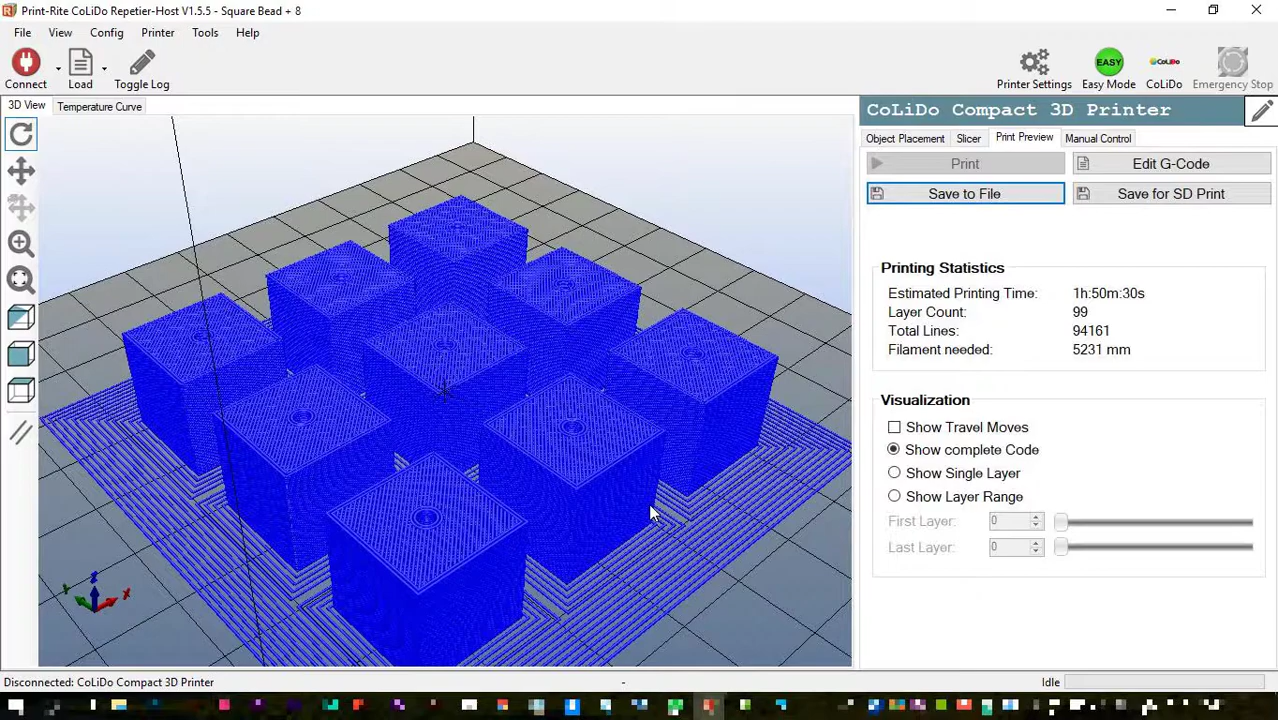 Print-Rite CoLiDo Repetier-Host V1.5.5 - Square Bead + 8
File View Config Printer Tools Help
Connect Load Toggle Log
Printer Settings Easy Mode CoLiDo Emergency Stop
EASY
CoLiDo
3D View Temperature Curve
CoLiDo Compact 3D Printer
Object Placement Slicer Print Preview Manual Control
Print Edit G-Code
Save to File Save for SD Print
Printing Statistics
Estimated Printing Time: 1h:50m:30s
Layer Count: 99
Total Lines: 94161
Filament needed: 5231 mm
Visualization
Show Travel Moves
Show complete Code
Show Single Layer
Show Layer Range
First Layer: 0
Last Layer: 0
Disconnected: CoLiDo Compact 3D Printer - Idle